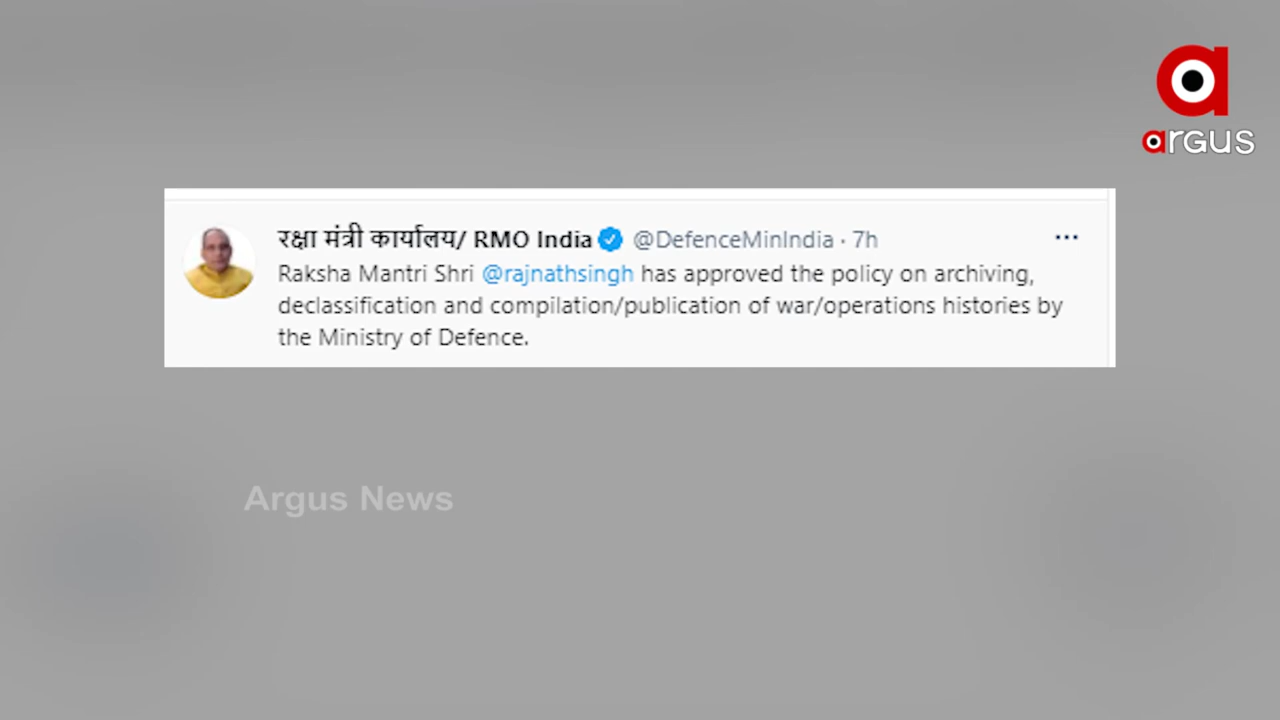 argus
रक्षा मंत्री कार्यालय/ RMO India @DefenceMinIndia · 7h
Raksha Mantri Shri @rajnathsingh has approved the policy on archiving,
declassification and compilation/publication of war/operations histories by
the Ministry of Defence.
Argus News